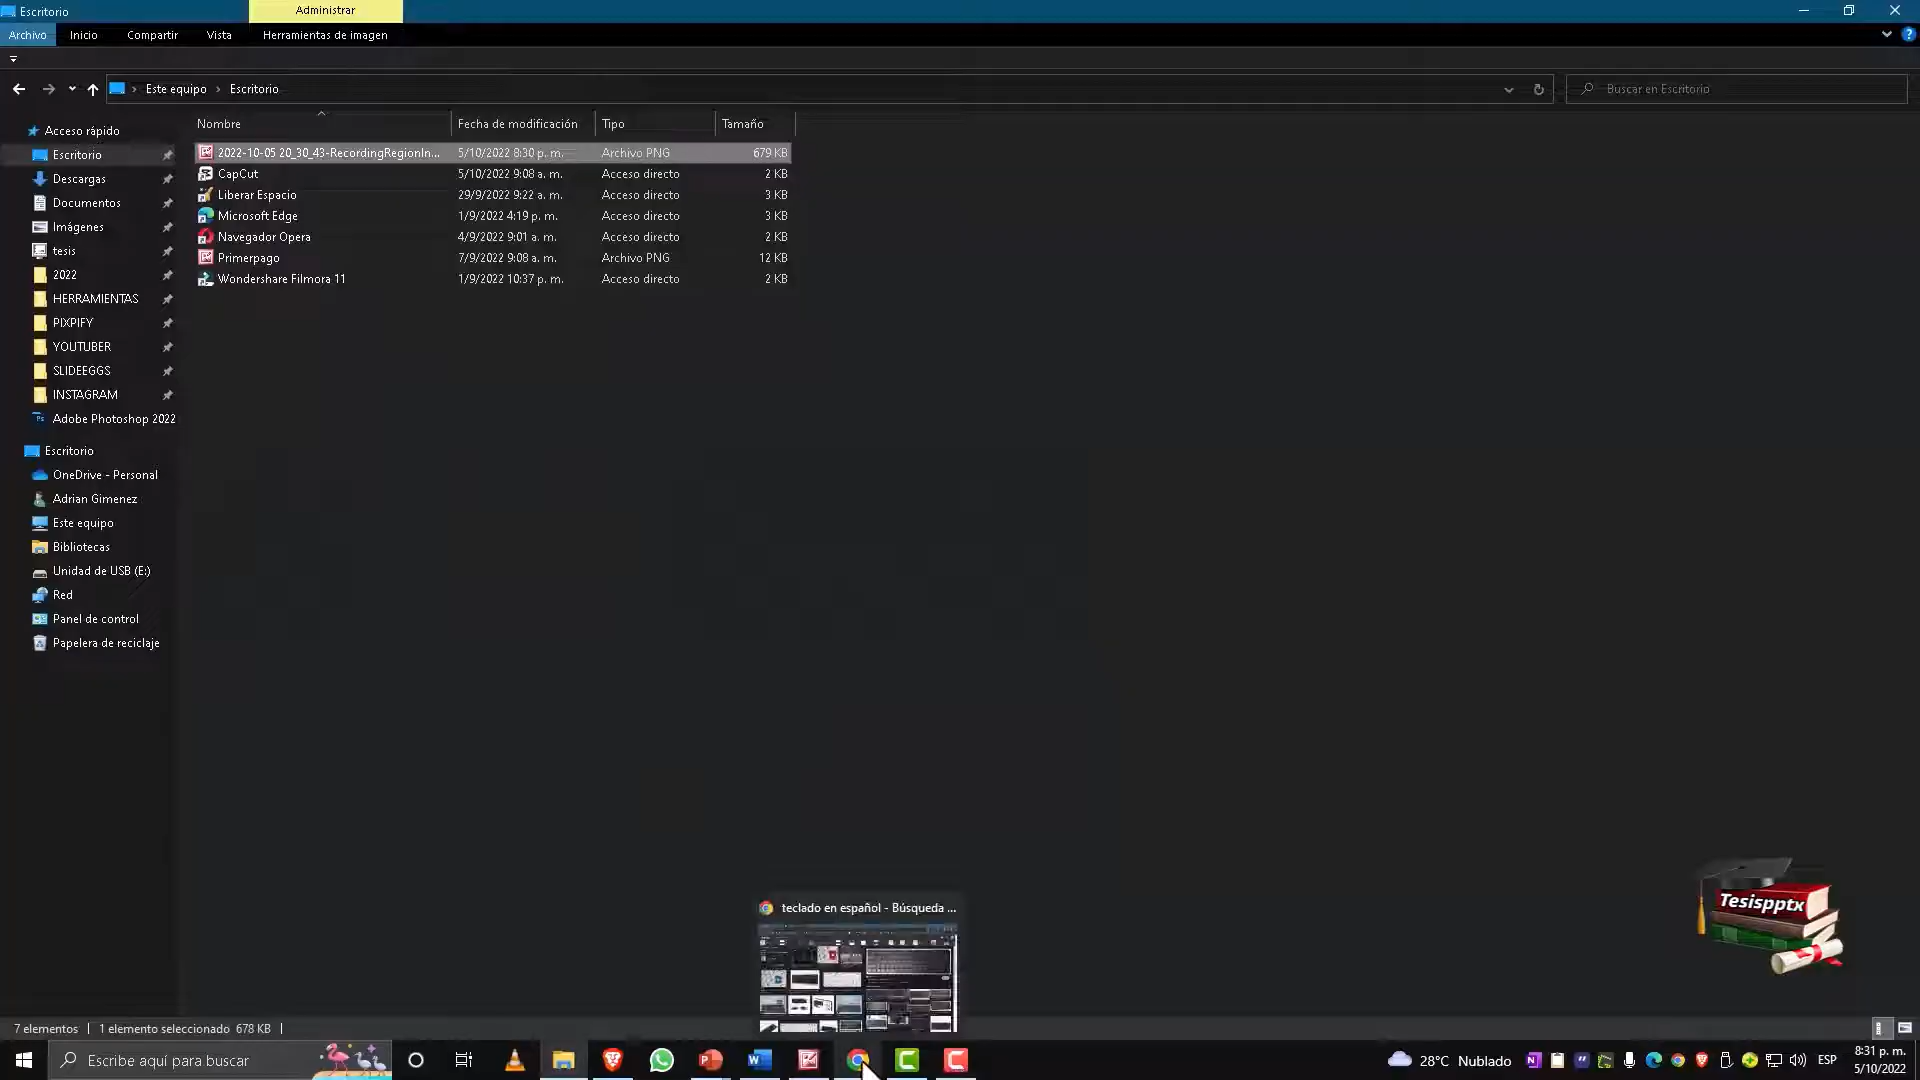 Escritorio
Administrar
Archivo Inicio Compartir Vista Herramientas de imagen
Este equipo Escritorio
Buscar en Escritorio
Nombre Fecha de modificación Tipo Tamaño
2022-10-05 20_30_43-RecordingRegionIn... 5/10/2022 8:30 p. m. Archivo PNG 679 KB
CapCut 5/10/2022 9:08 a. m. Acceso directo 2 KB
Liberar Espacio 29/9/2022 9:22 a. m. Acceso directo 3 KB
Microsoft Edge 1/9/2022 4:19 p. m. Acceso directo 3 KB
Navegador Opera 4/9/2022 9:01 a. m. Acceso directo 2 KB
Primerpago 7/9/2022 9:08 a. m. Archivo PNG 12 KB
Wondershare Filmora 11 1/9/2022 10:37 p. m. Acceso directo 2 KB
Acceso rápido
Escritorio
Descargas
Documentos
Imágenes
tesis
2022
HERRAMIENTAS
PIXPIFY
YOUTUBER
SLIDEEGGS
INSTAGRAM
Adobe Photoshop 2022
Escritorio
OneDrive - Personal
Adrian Gimenez
Este equipo
Bibliotecas
Unidad de USB (E:)
Red
Panel de control
Papelera de reciclaje
teclado en español - Búsqueda ...
Tesispptx
7 elementos 1 elemento seleccionado 678 KB
Escribe aquí para buscar
28°C Nublado
ESP
8:31 p. m.
5/10/2022